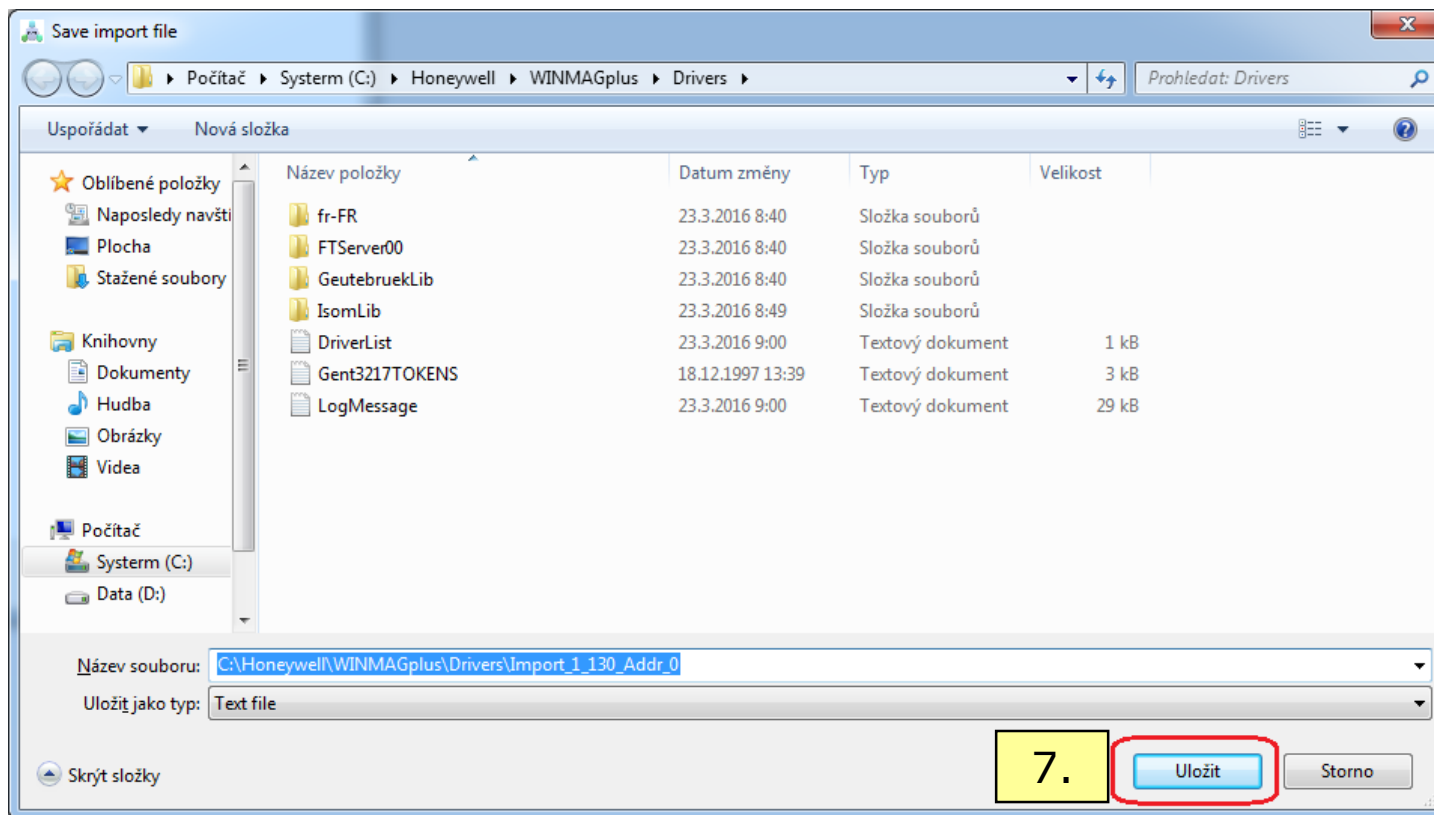 Save import file
Počítač Systerm (C:) Honeywell WINMAGplus Drivers Prohledat: Drivers
Uspořádat Nová složka
Název položky Datum změny Typ Velikost
Oblíbené položky
Naposledy navšti
Plocha
Stažené soubory
Knihovny
Dokumenty
Hudba
Obrázky
Videa
Počítač
Systerm (C:)
Data (D:)
fr-FR 23.3.2016 8:40 Složka souborů
FTServer00 23.3.2016 8:40 Složka souborů
GeutebruekLib 23.3.2016 8:40 Složka souborů
IsomLib 23.3.2016 8:49 Složka souborů
DriverList 23.3.2016 9:00 Textový dokument 1 kB
Gent3217TOKENS 18.12.1997 13:39 Textový dokument 3 kB
LogMessage 23.3.2016 9:00 Textový dokument 29 kB
Název souboru: C:\Honeywell\WINMAGplus\Drivers\Import_1_130_Addr_0
Uložit jako typ: Text file
Skrýt složky 7. Uložit Storno